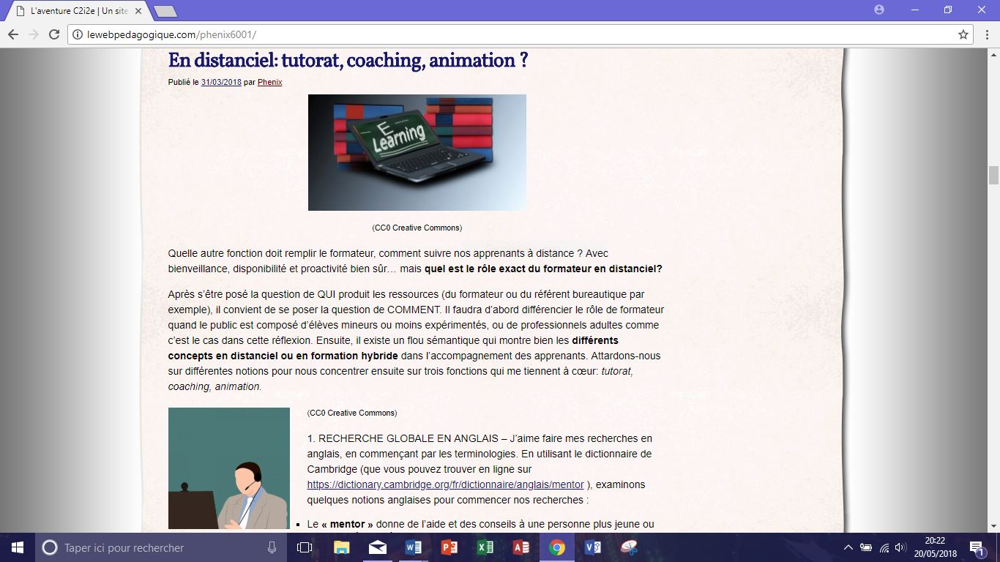 L'aventure C2i2e | Un site
lewebpedagogique.com/phenix6001/
En distanciel: tutorat, coaching, animation ?
Publié le 31/03/2018 par Phenix
E
Learning
(CC0 Creative Commons)
Quelle autre fonction doit remplir le formateur, comment suivre nos apprenants à distance ? Avec
bienveillance, disponibilité et proactivité bien sûr… mais quel est le rôle exact du formateur en distanciel?
Après s’être posé la question de QUI produit les ressources (du formateur ou du référent bureautique par
exemple), il convient de se poser la question de COMMENT. Il faudra d’abord différencier le rôle de formateur
quand le public est composé d’élèves mineurs ou moins expérimentés, ou de professionnels adultes comme
c’est le cas dans cette réflexion. Ensuite, il existe un flou sémantique qui montre bien les différents
concepts en distanciel ou en formation hybride dans l’accompagnement des apprenants. Attardons-nous
sur différentes notions pour nous concentrer ensuite sur trois fonctions qui me tiennent à cœur: tutorat,
coaching, animation.
(CC0 Creative Commons)
1. RECHERCHE GLOBALE EN ANGLAIS – J’aime faire mes recherches en
anglais, en commençant par les terminologies. En utilisant le dictionnaire de
Cambridge (que vous pouvez trouver en ligne sur
https://dictionary.cambridge.org/fr/dictionnaire/anglais/mentor ), examinons
quelques notions anglaises pour commencer nos recherches :
Le « mentor » donne de l’aide et des conseils à une personne plus jeune ou
Taper ici pour rechercher
20:22
20/05/2018
1